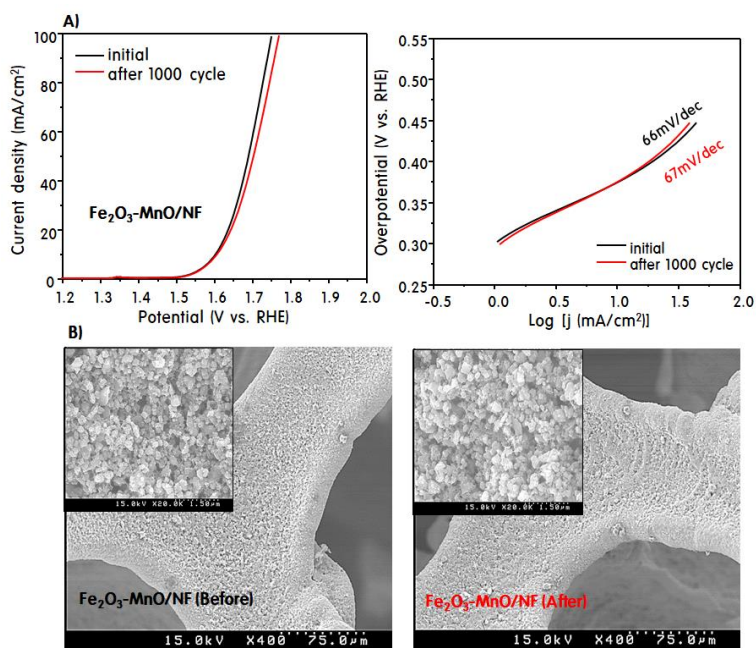 A)
100
80
60
40
20
0
Current density (mA/cm²)
initial
after 1000 cycle
Fe₂O₃-MnO/NF
1.2 1.3 1.4 1.5 1.6 1.7 1.8 1.9 2.0
Potential (V vs. RHE)
0.55
0.50
0.45
0.40
0.35
0.30
0.25
Overpotential (V vs. RHE)
66mV/dec
67mV/dec
initial
after 1000 cycle
-0.5 0.0 0.5 1.0 1.5 2.0
Log [j (mA/cm²)]
B)
15.0kV X20.0K 1.50µm
Fe₂O₃-MnO/NF (Before)
15.0kV X400 75.0µm
15.0kV X20.0K 1.50µm
Fe₂O₃-MnO/NF (After)
15.0kV X400 75.0µm